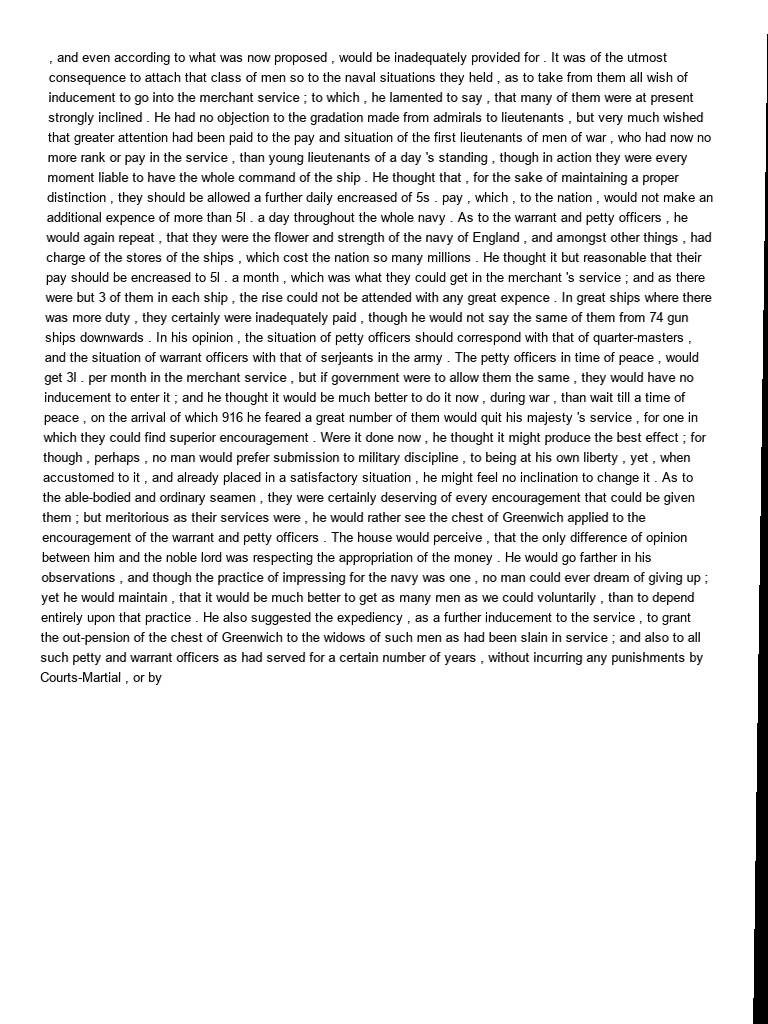 , and even according to what was now proposed , would be inadequately provided for . It was of the utmost
consequence to attach that class of men so to the naval situations they held , as to take from them all wish of
inducement to go into the merchant service ; to which , he lamented to say , that many of them were at present
strongly inclined . He had no objection to the gradation made from admirals to lieutenants , but very much wished
that greater attention had been paid to the pay and situation of the first lieutenants of men of war , who had now no
more rank or pay in the service , than young lieutenants of a day 's standing , though in action they were every
moment liable to have the whole command of the ship . He thought that , for the sake of maintaining a proper
distinction , they should be allowed a further daily encreased of 5s . pay , which , to the nation , would not make an
additional expence of more than 5l . a day throughout the whole navy . As to the warrant and petty officers , he
would again repeat , that they were the flower and strength of the navy of England , and amongst other things , had
charge of the stores of the ships , which cost the nation so many millions . He thought it but reasonable that their
pay should be encreased to 5l . a month , which was what they could get in the merchant 's service ; and as there
were but 3 of them in each ship , the rise could not be attended with any great expence . In great ships where there
was more duty , they certainly were inadequately paid , though he would not say the same of them from 74 gun
ships downwards . In his opinion , the situation of petty officers should correspond with that of quarter-masters ,
and the situation of warrant officers with that of serjeants in the army . The petty officers in time of peace , would
get 3l . per month in the merchant service , but if government were to allow them the same , they would have no
inducement to enter it ; and he thought it would be much better to do it now , during war , than wait till a time of
peace , on the arrival of which 916 he feared a great number of them would quit his majesty 's service , for one in
which they could find superior encouragement . Were it done now , he thought it might produce the best effect ; for
though , perhaps , no man would prefer submission to military discipline , to being at his own liberty , yet , when
accustomed to it , and already placed in a satisfactory situation , he might feel no inclination to change it . As to
the able-bodied and ordinary seamen , they were certainly deserving of every encouragement that could be given
them ; but meritorious as their services were , he would rather see the chest of Greenwich applied to the
encouragement of the warrant and petty officers . The house would perceive , that the only difference of opinion
between him and the noble lord was respecting the appropriation of the money . He would go farther in his
observations , and though the practice of impressing for the navy was one , no man could ever dream of giving up ;
yet he would maintain , that it would be much better to get as many men as we could voluntarily , than to depend
entirely upon that practice . He also suggested the expediency , as a further inducement to the service , to grant
the out-pension of the chest of Greenwich to the widows of such men as had been slain in service ; and also to all
such petty and warrant officers as had served for a certain number of years , without incurring any punishments by
Courts-Martial , or by